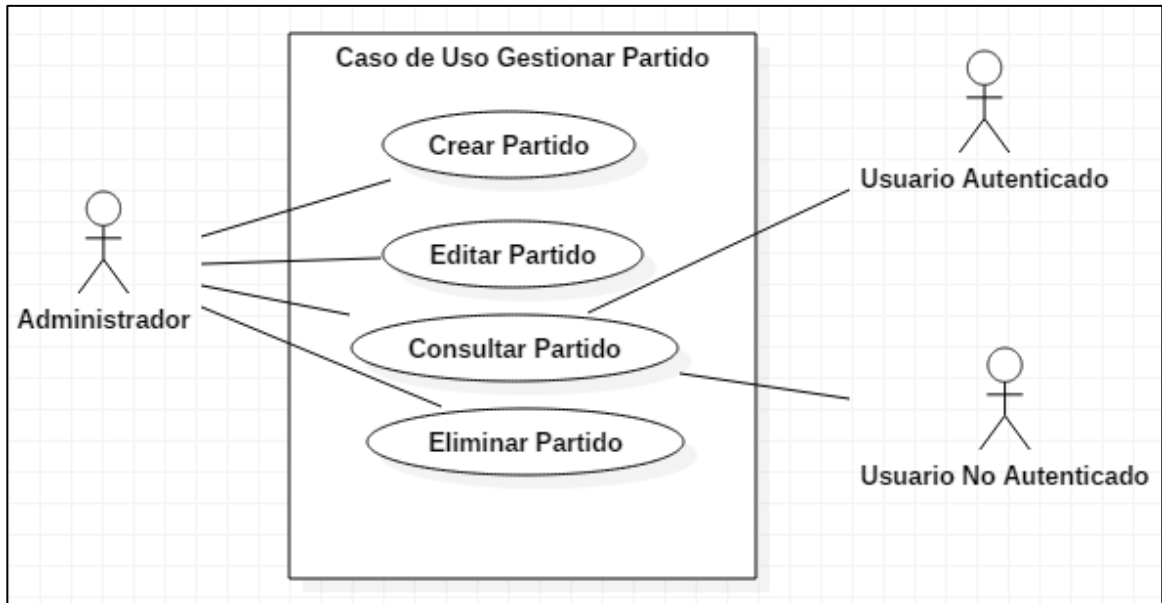 Caso de Uso Gestionar Partido
Crear Partido
Editar Partido
Consultar Partido
Eliminar Partido
Administrador
Usuario Autenticado
Usuario No Autenticado